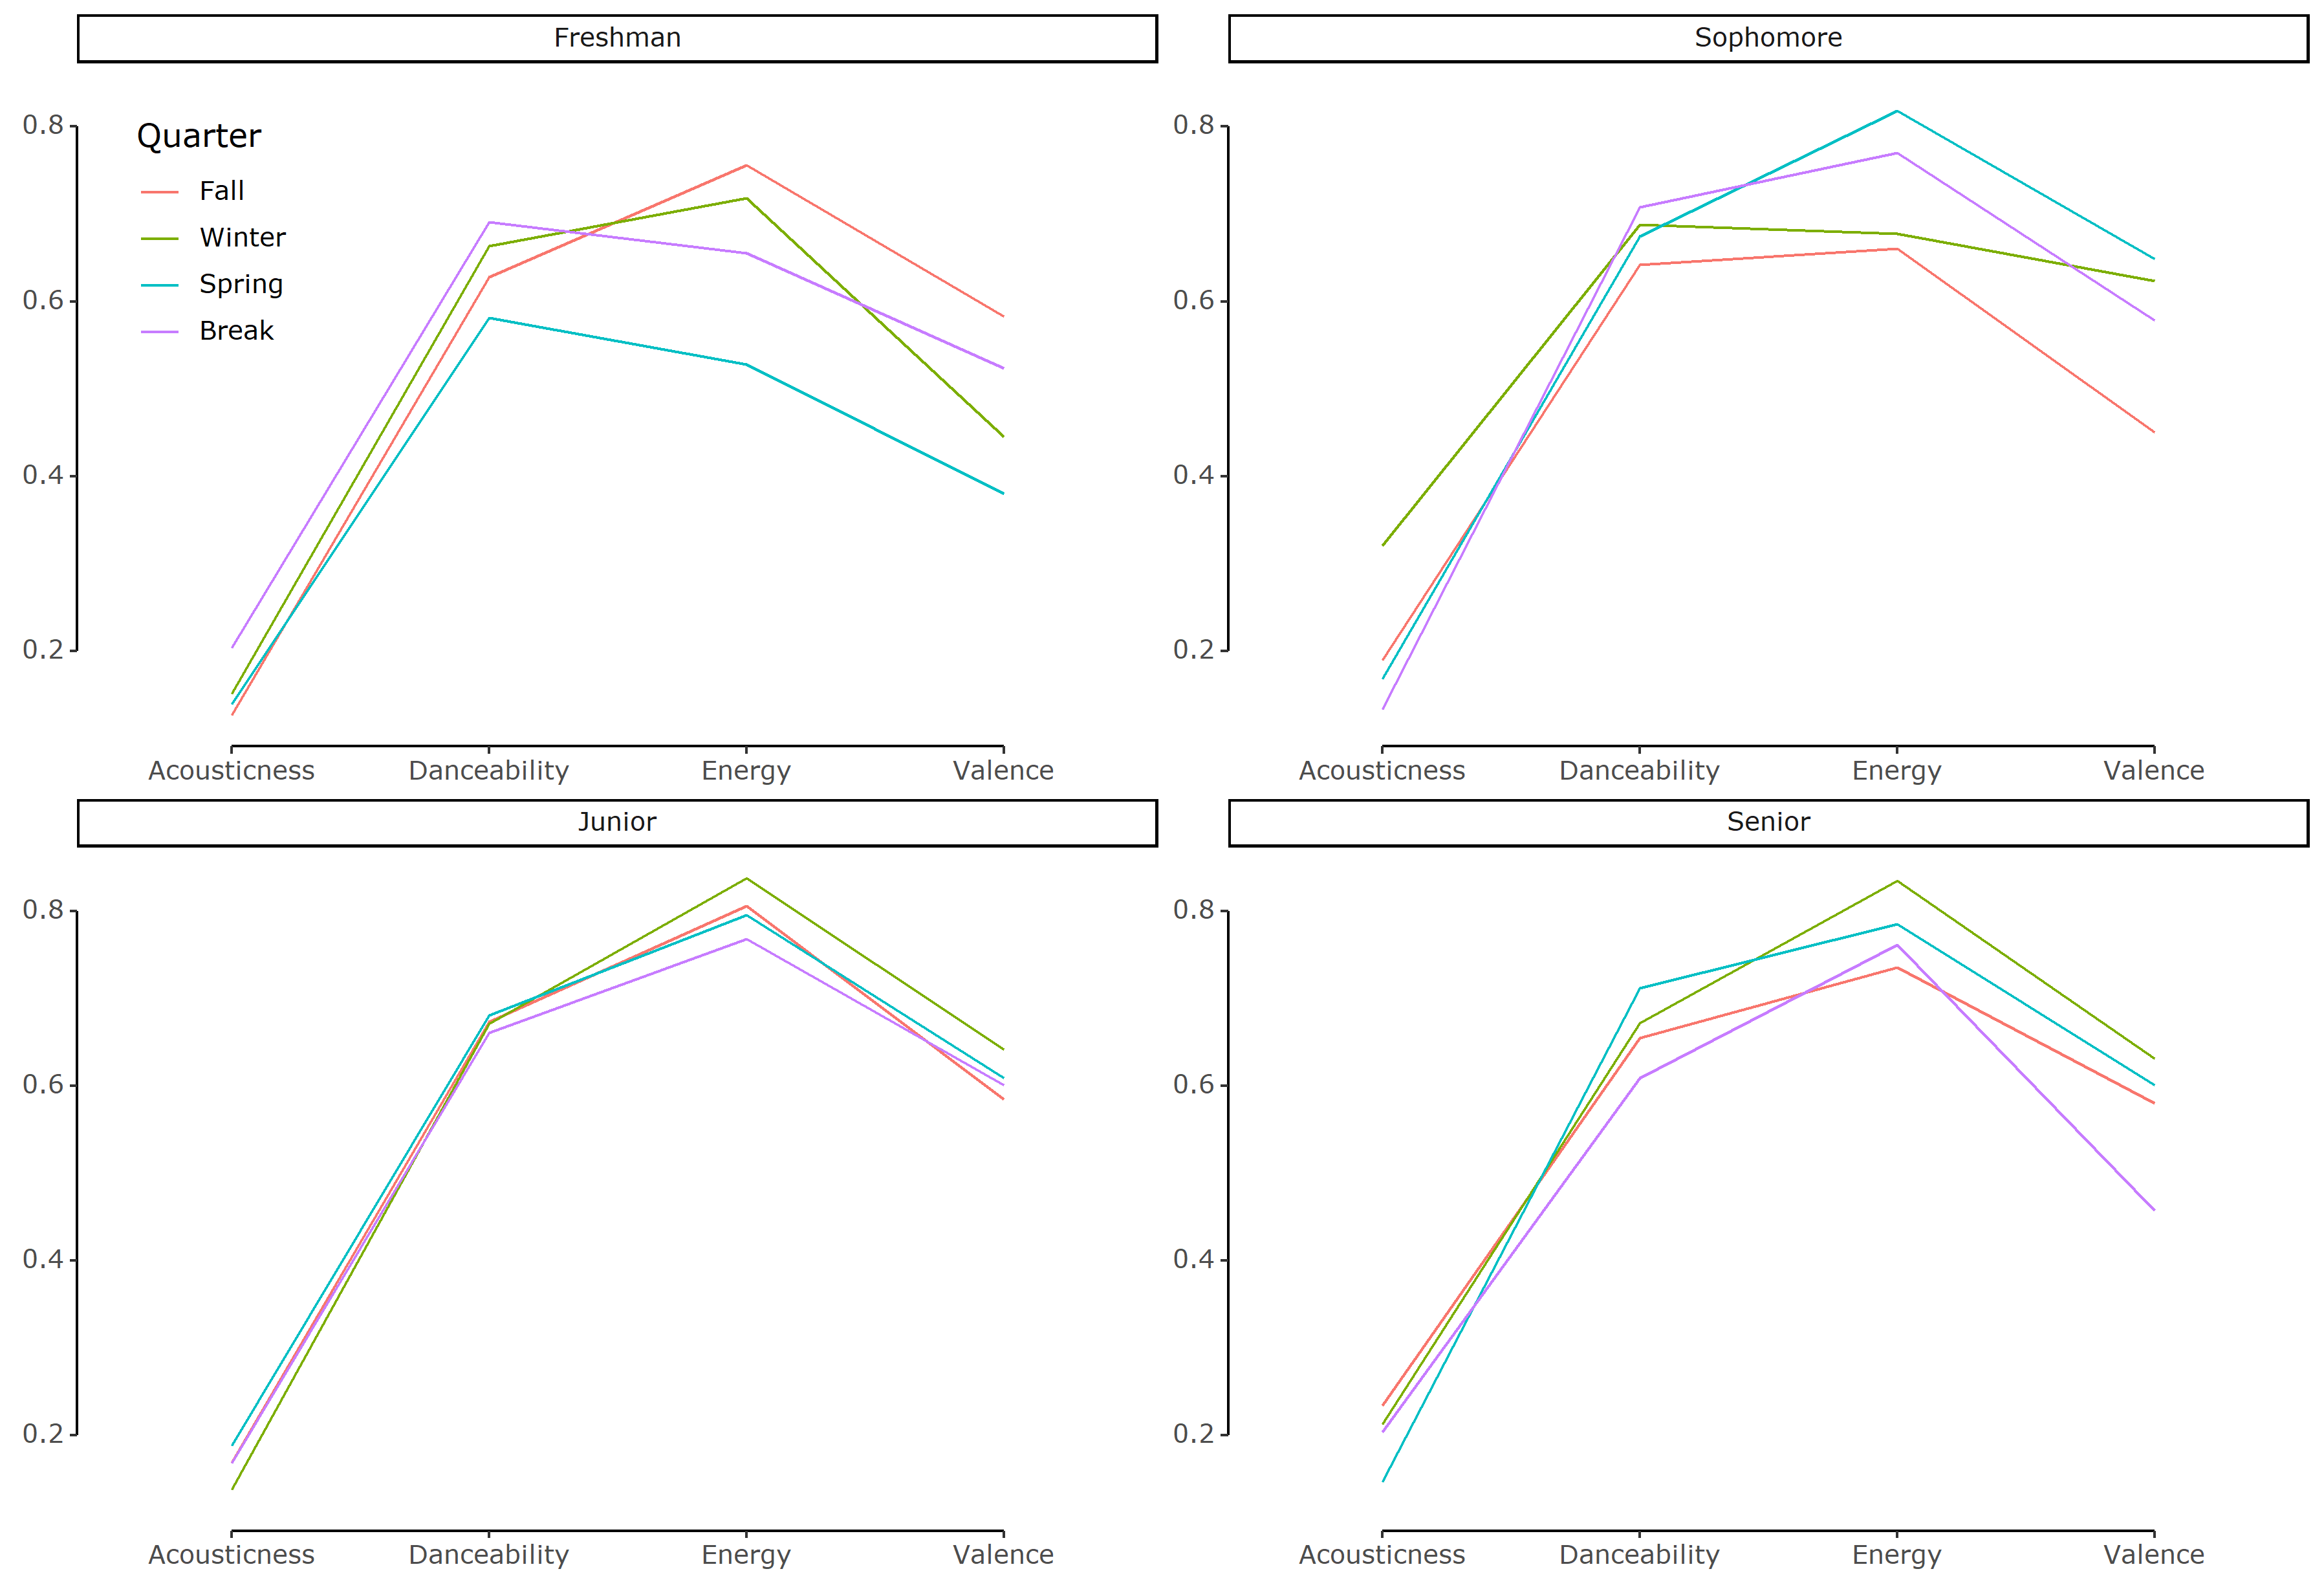 Freshman
Sophomore
0.8
0.6
0.4
0.2
Quarter
Fall
Winter
Spring
Break
Acousticness Danceability Energy Valence
0.8
0.6
0.4
0.2
Acousticness Danceability Energy Valence
Junior
Senior
0.8
0.6
0.4
0.2
Acousticness Danceability Energy Valence
0.8
0.6
0.4
0.2
Acousticness Danceability Energy Valence